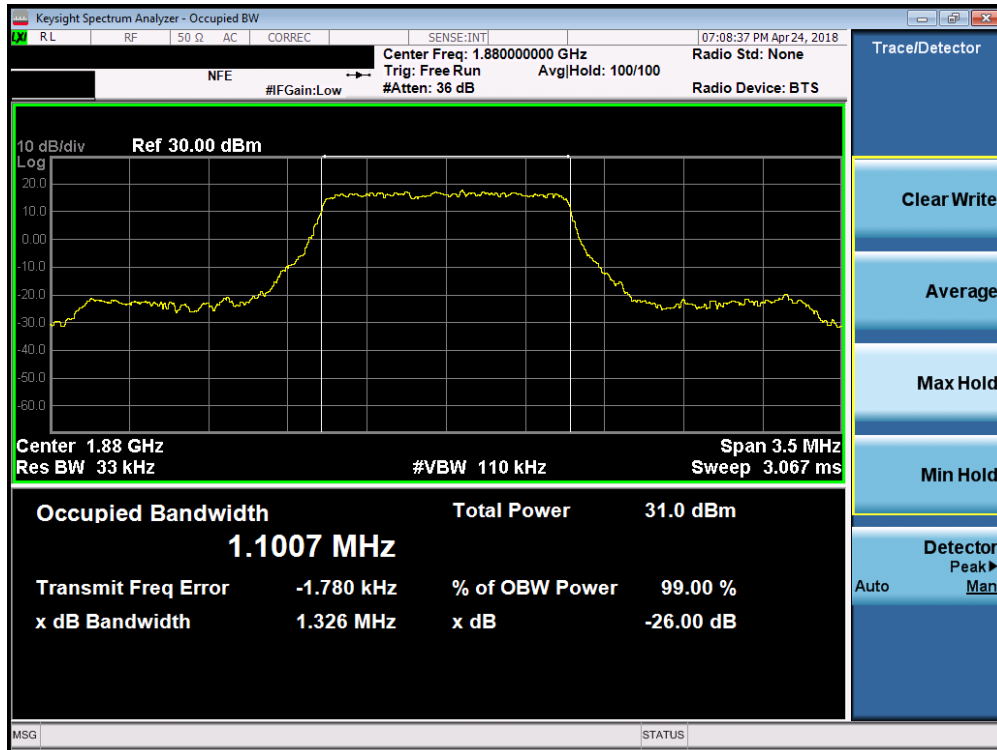 Keysight Spectrum Analyzer - Occupied BW
LXI RL RF 50 Ω AC CORREC SENSE:INT 07:08:37 PM Apr 24, 2018
Center Freq: 1.880000000 GHz Radio Std: None
NFE Trig: Free Run Avg|Hold: 100/100
#IFGain:Low #Atten: 36 dB Radio Device: BTS
Trace/Detector
10 dB/div Ref 30.00 dBm
Log
20.0
10.0
0.00
-10.0
-20.0
-30.0
-40.0
-50.0
-60.0
Center 1.88 GHz Span 3.5 MHz
Res BW 33 kHz #VBW 110 kHz Sweep 3.067 ms
Occupied Bandwidth Total Power 31.0 dBm
1.1007 MHz
Transmit Freq Error -1.780 kHz % of OBW Power 99.00 %
x dB Bandwidth 1.326 MHz x dB -26.00 dB
Clear Write
Average
Max Hold
Min Hold
Detector
Peak▶
Auto Man
MSG STATUS